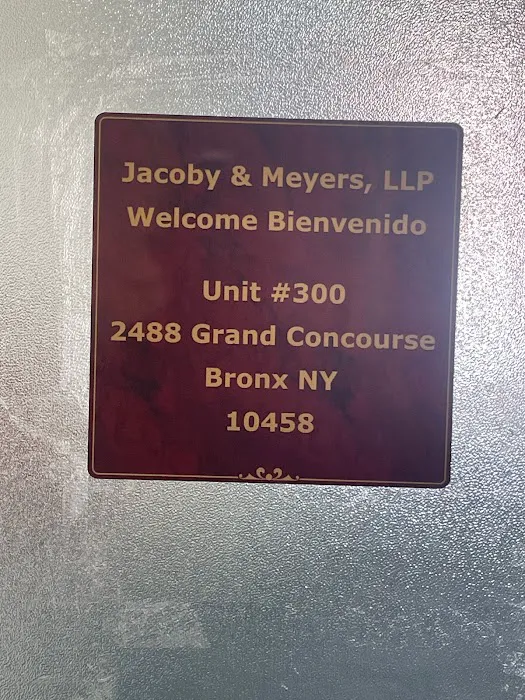 Jacoby & Meyers, LLP
Welcome Bienvenido
Unit #300
2488 Grand Concourse
Bronx NY
10458